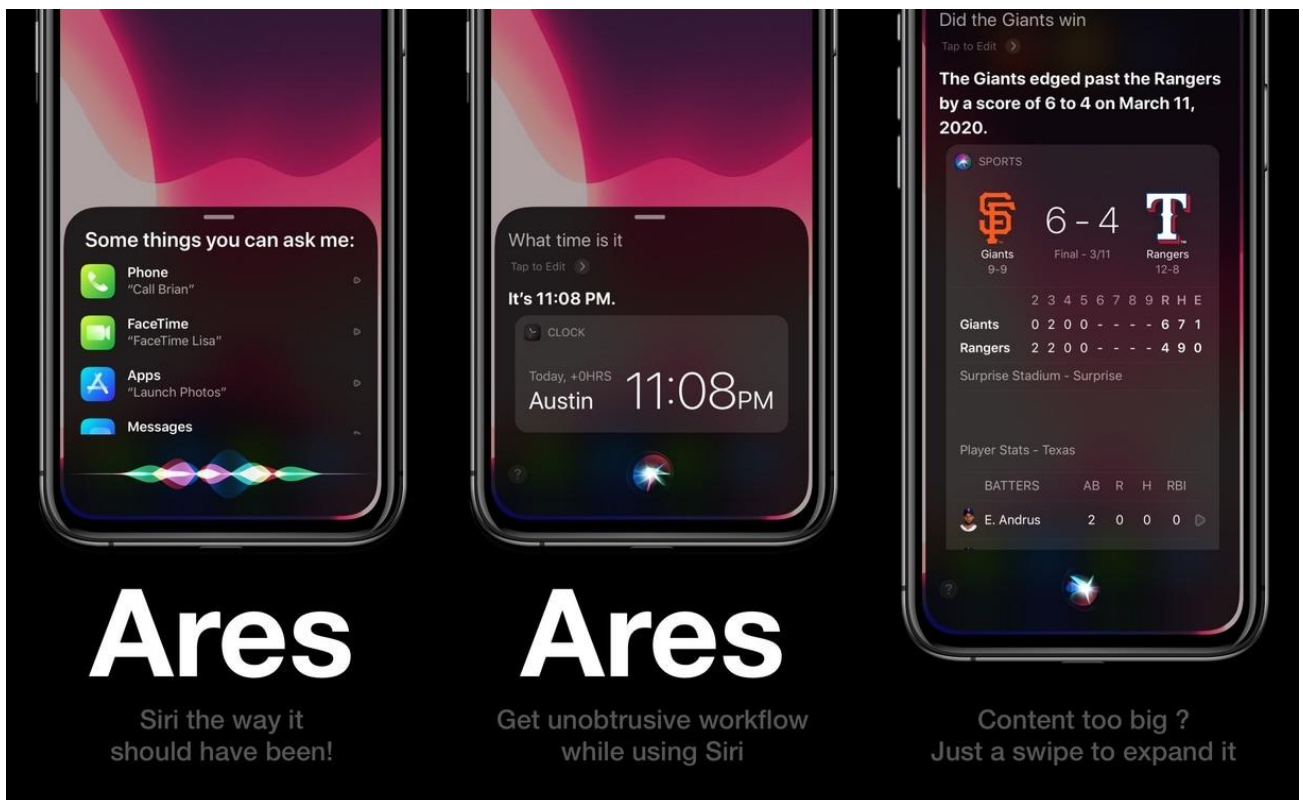 Some things you can ask me:
Phone
“Call Brian”
FaceTime
“FaceTime Lisa”
Apps
“Launch Photos”
Messages
Ares
Siri the way it
should have been!
What time is it
Tap to Edit
It’s 11:08 PM.
CLOCK
Today, +0HRS
Austin
11:08PM
?
Ares
Get unobtrusive workflow
while using Siri
Did the Giants win
Tap to Edit
The Giants edged past the Rangers
by a score of 6 to 4 on March 11,
2020.
SPORTS
SF
6 – 4
T
Giants
9-9
Final - 3/11
Rangers
12-8
2 3 4 5 6 7 8 9 R H E
Giants 0 2 0 0 - - - - 6 7 1
Rangers 2 2 0 0 - - - - 4 9 0
Surprise Stadium - Surprise
Player Stats - Texas
BATTERS AB R H RBI
E. Andrus 2 0 0 0
?
Content too big ?
Just a swipe to expand it